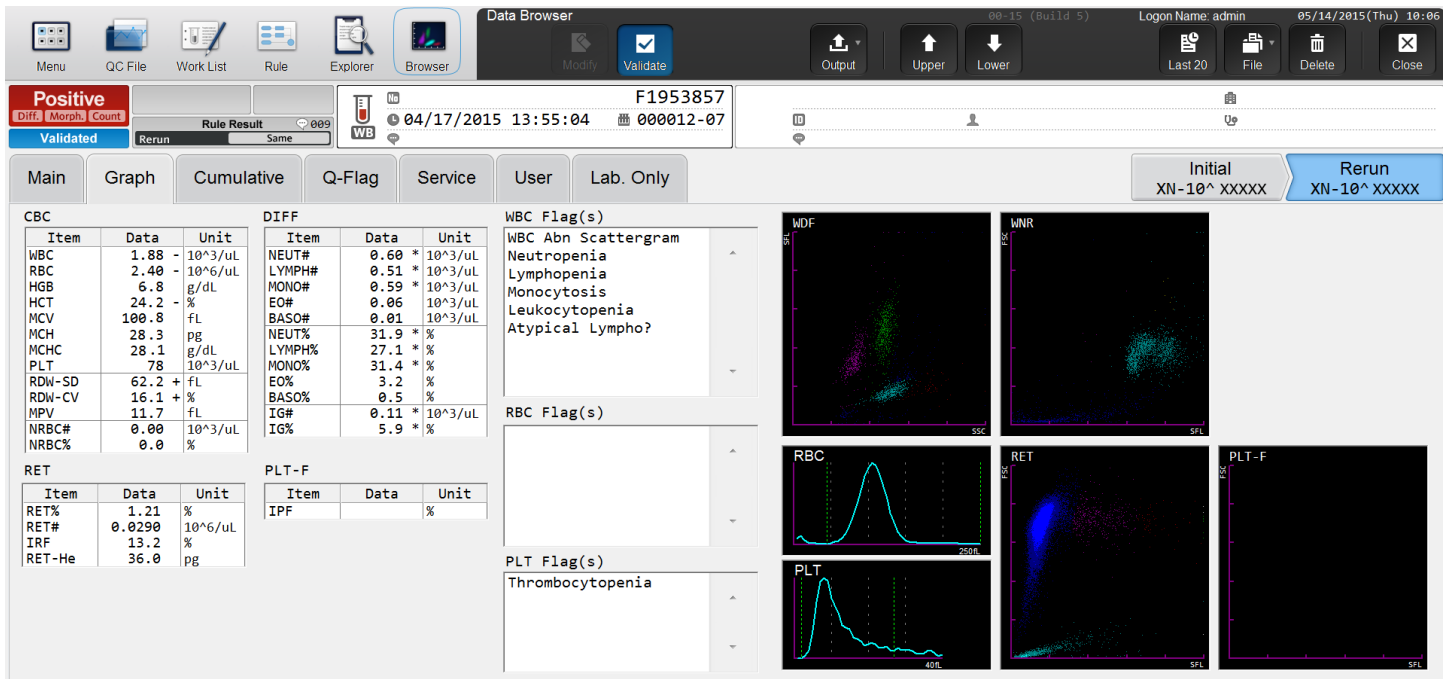 Data Browser 00-15 (Build 5) Logon Name: admin 05/14/2015(Thu) 10:06
Menu QC File Work List Rule Explorer Browser Modify Validate Output Upper Lower Last 20 File Delete Close
Positive
Diff. Morph. Count
Validated
Rule Result 009
Rerun Same
WB
No F1953857
04/17/2015 13:55:04 000012-07
ID
Main Graph Cumulative Q-Flag Service User Lab. Only
Initial
XN-10^ XXXXX
Rerun
XN-10^ XXXXX
CBC
Item Data Unit
WBC 1.88 - 10^3/uL
RBC 2.40 - 10^6/uL
HGB 6.8 g/dL
HCT 24.2 - %
MCV 100.8 fL
MCH 28.3 pg
MCHC 28.1 g/dL
PLT 78 10^3/uL
RDW-SD 62.2 + fL
RDW-CV 16.1 + %
MPV 11.7 fL
NRBC# 0.00 10^3/uL
NRBC% 0.0 %
RET
Item Data Unit
RET% 1.21 %
RET# 0.0290 10^6/uL
IRF 13.2 %
RET-He 36.0 pg
DIFF
Item Data Unit
NEUT# 0.60 * 10^3/uL
LYMPH# 0.51 * 10^3/uL
MONO# 0.59 * 10^3/uL
EO# 0.06 10^3/uL
BASO# 0.01 10^3/uL
NEUT% 31.9 * %
LYMPH% 27.1 * %
MONO% 31.4 * %
EO% 3.2 %
BASO% 0.5 %
IG# 0.11 * 10^3/uL
IG% 5.9 * %
PLT-F
Item Data Unit
IPF %
WBC Flag(s)
WBC Abn Scattergram
Neutropenia
Lymphopenia
Monocytosis
Leukocytopenia
Atypical Lympho?
RBC Flag(s)
PLT Flag(s)
Thrombocytopenia
WDF
SFL
SSC
WNR
FSC
SFL
RBC
250fL
PLT
40fL
RET
FSC
SFL
PLT-F
FSC
SFL